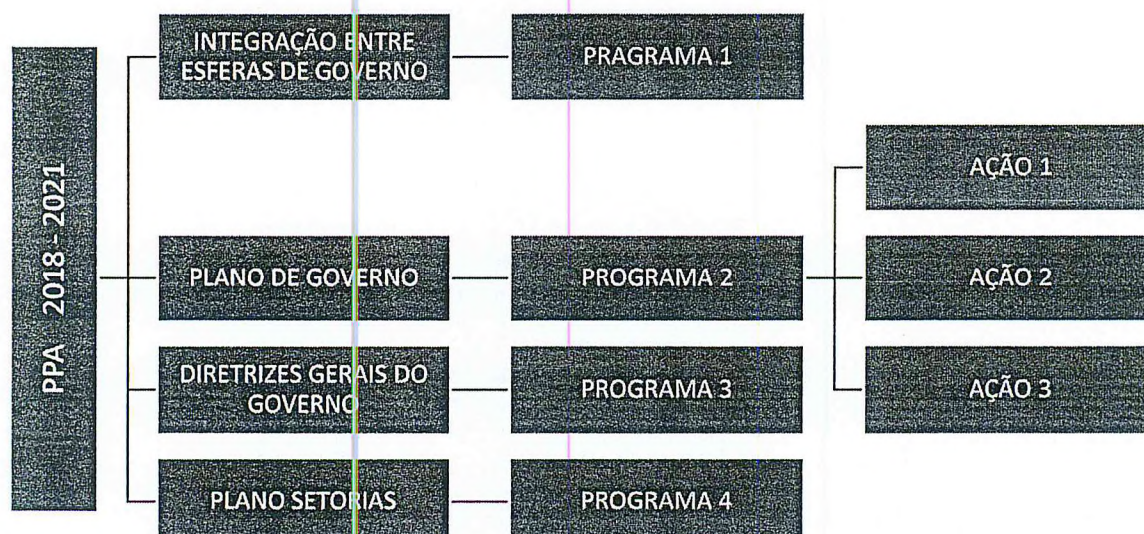 PPA 2018 - 2021
INTEGRAÇÃO ENTRE
ESFERAS DE GOVERNO
PRAGRAMA 1
PLANO DE GOVERNO
PROGRAMA 2
AÇÃO 1
AÇÃO 2
AÇÃO 3
DIRETRIZES GERAIS DO
GOVERNO
PROGRAMA 3
PLANO SETORIAS
PROGRAMA 4